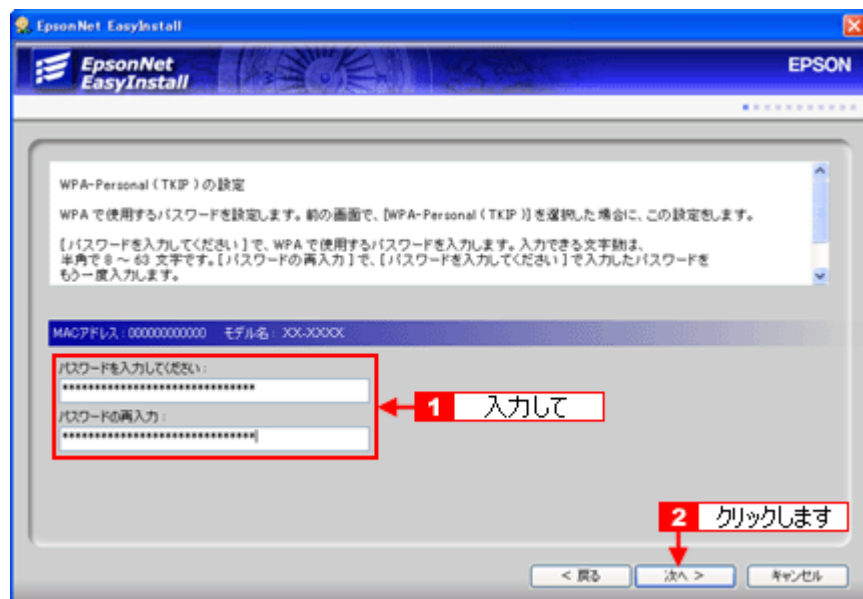 EpsonNet EasyInstall
EpsonNet
EasyInstall
EPSON
WPA-Personal (TKIP) の設定
WPA で使用するパスワードを設定します。前の画面で、[WPA-Personal (TKIP)] を選択した場合に、この設定をします。
[パスワードを入力してください] で、WPA で使用するパスワードを入力します。入力できる文字数は、
半角で 8 ～ 63 文字です。[パスワードの再入力] で、[パスワードを入力してください] で入力したパスワードを
もう一度入力します。
MACアドレス : 000000000000 モデル名 : XX-XXXX
パスワードを入力してください :
*******************************
パスワードの再入力 :
*******************************
1 入力して
2 クリックします
< 戻る 次へ > キャンセル